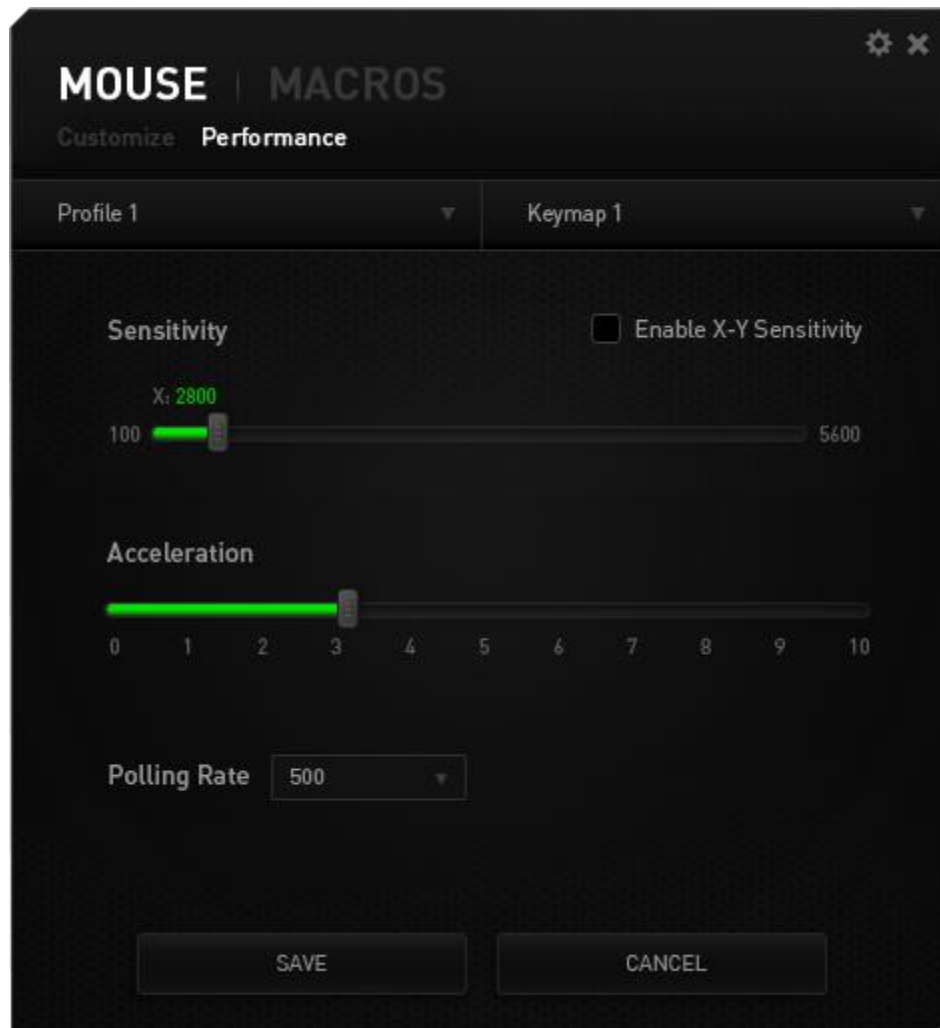 MOUSE | MACROS
Customize Performance
Profile 1 Keymap 1
Sensitivity Enable X-Y Sensitivity
X: 2800
100 5600
Acceleration
0 1 2 3 4 5 6 7 8 9 10
Polling Rate 500
SAVE CANCEL